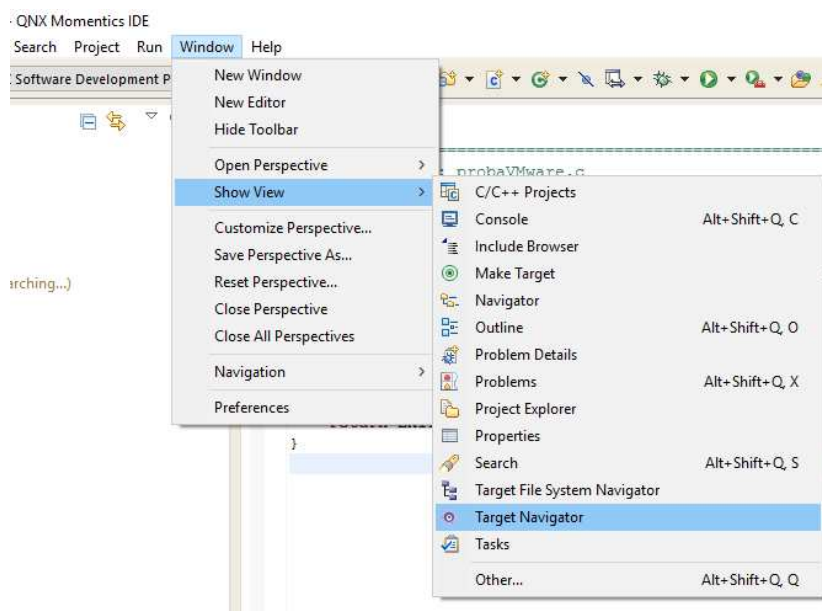 - QNX Momentics IDE
Search Project Run Window Help
Software Development P
New Window
New Editor
Hide Toolbar
Open Perspective
Show View
Customize Perspective...
Save Perspective As...
Reset Perspective...
Close Perspective
Close All Perspectives
Navigation
Preferences
probaVMware.c
arching...)
}
C/C++ Projects
Console Alt+Shift+Q, C
Include Browser
Make Target
Navigator
Outline Alt+Shift+Q, O
Problem Details
Problems Alt+Shift+Q, X
Project Explorer
Properties
Search Alt+Shift+Q, S
Target File System Navigator
Target Navigator
Tasks
Other... Alt+Shift+Q, Q